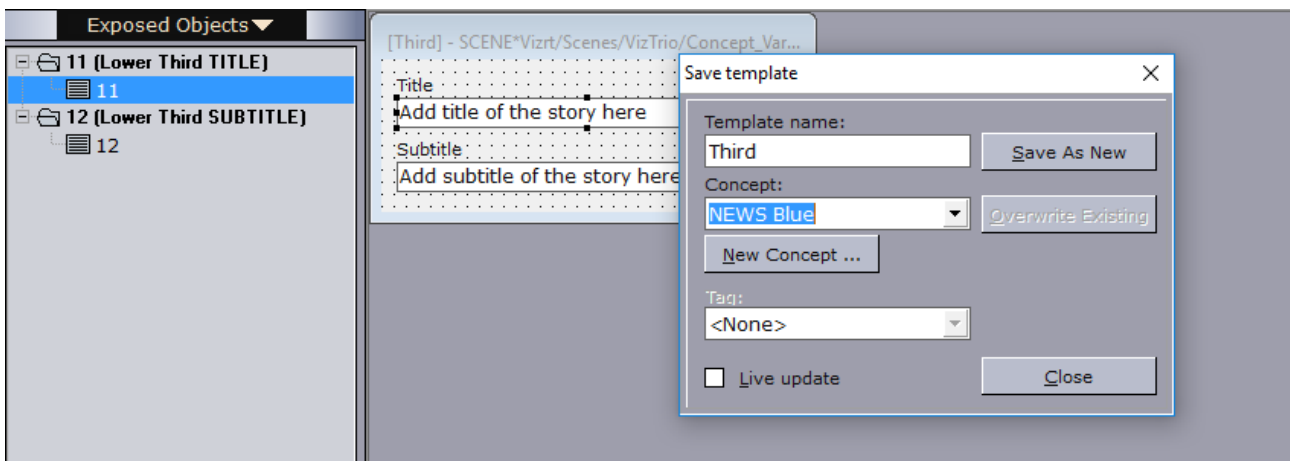 Exposed Objects
11 (Lower Third TITLE)
11
12 (Lower Third SUBTITLE)
12
[Third] - SCENE*Vizrt/Scenes/VizTrio/Concept_Var...
Title
Add title of the story here
Subtitle
Add subtitle of the story here
Save template
Template name:
Third
Save As New
Concept:
NEWS Blue
Overwrite Existing
New Concept ...
Tag:
<None>
Live update
Close